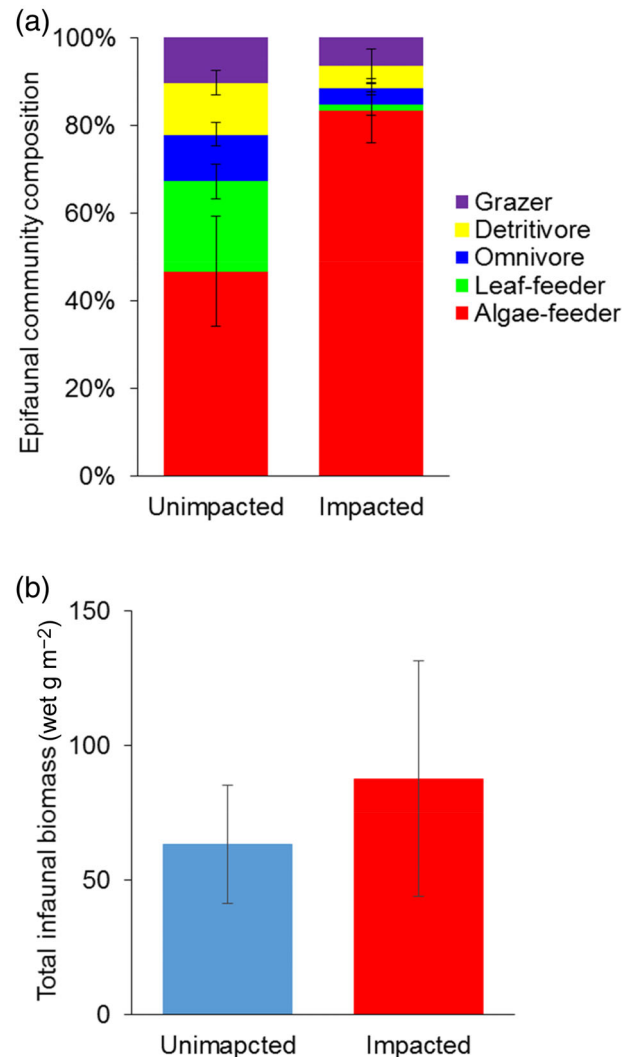 (a)
100%
80%
60%
40%
20%
0%
Epifaunal community composition
Unimpacted Impacted
Grazer
Detritivore
Omnivore
Leaf-feeder
Algae-feeder
(b)
150
100
50
0
Total infaunal biomass (wet g m⁻²)
Unimapcted Impacted